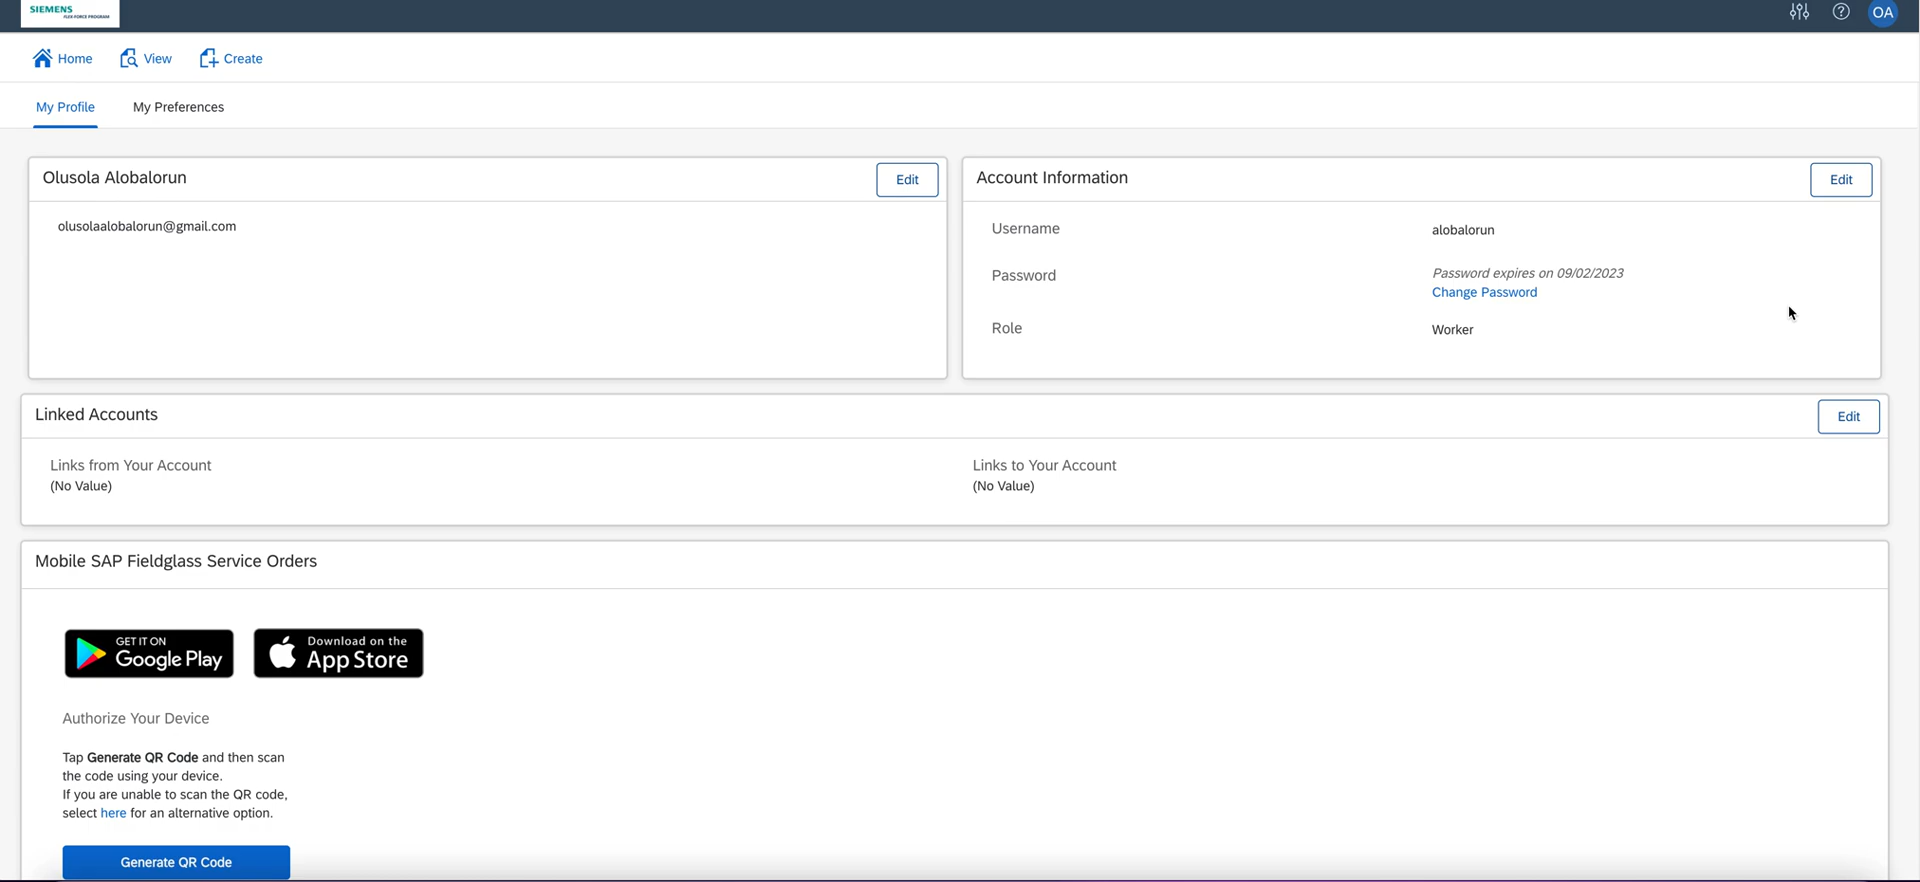 SIEMENS
FLEX-FORCE PROGRAM
OA
Home
View
Create
My Profile
My Preferences
Olusola Alobalorun
Edit
olusolaalobalorun@gmail.com
Account Information
Edit
Username
alobalorun
Password
Password expires on 09/02/2023
Change Password
Role
Worker
Linked Accounts
Edit
Links from Your Account
(No Value)
Links to Your Account
(No Value)
Mobile SAP Fieldglass Service Orders
GET IT ON
Google Play
Download on the
App Store
Authorize Your Device
Tap Generate QR Code and then scan
the code using your device.
If you are unable to scan the QR code,
select here for an alternative option.
Generate QR Code